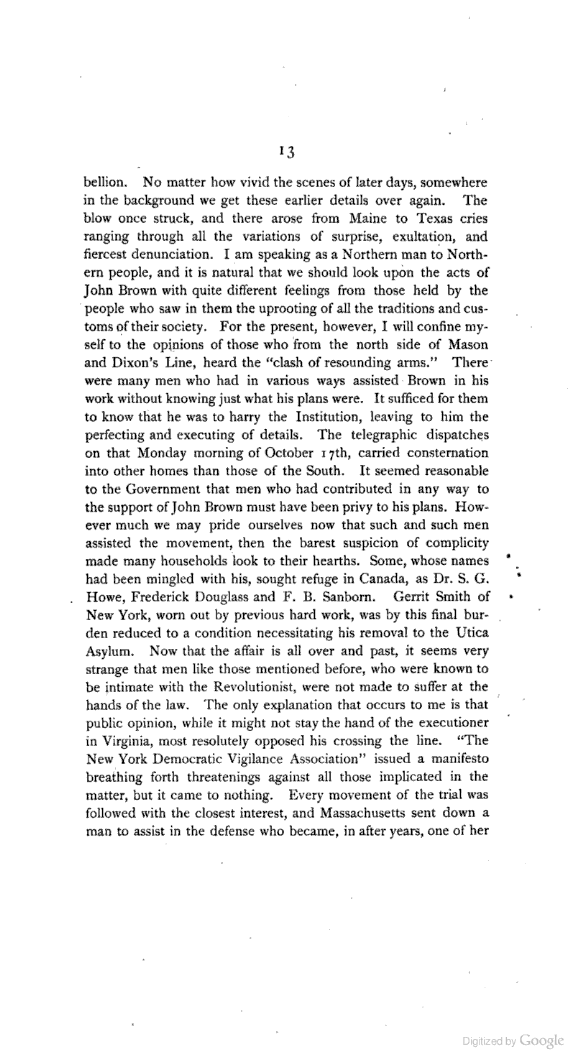 13
bellion. No matter how vivid the scenes of later days, somewhere
in the background we get these earlier details over again. The
blow once struck, and there arose from Maine to Texas cries
ranging through all the variations of surprise, exultation, and
fiercest denunciation. I am speaking as a Northern man to North-
ern people, and it is natural that we should look upon the acts of
John Brown with quite different feelings from those held by the
people who saw in them the uprooting of all the traditions and cus-
toms of their society. For the present, however, I will confine my-
self to the opinions of those who from the north side of Mason
and Dixon's Line, heard the "clash of resounding arms." There
were many men who had in various ways assisted Brown in his
work without knowing just what his plans were. It sufficed for them
to know that he was to harry the Institution, leaving to him the
perfecting and executing of details. The telegraphic dispatches
on that Monday morning of October 17th, carried consternation
into other homes than those of the South. It seemed reasonable
to the Government that men who had contributed in any way to
the support of John Brown must have been privy to his plans. How-
ever much we may pride ourselves now that such and such men
assisted the movement, then the barest suspicion of complicity
made many households look to their hearths. Some, whose names
had been mingled with his, sought refuge in Canada, as Dr. S. G.
Howe, Frederick Douglass and F. B. Sanborn. Gerrit Smith of
New York, worn out by previous hard work, was by this final bur-
den reduced to a condition necessitating his removal to the Utica
Asylum. Now that the affair is all over and past, it seems very
strange that men like those mentioned before, who were known to
be intimate with the Revolutionist, were not made to suffer at the
hands of the law. The only explanation that occurs to me is that
public opinion, while it might not stay the hand of the executioner
in Virginia, most resolutely opposed his crossing the line. "The
New York Democratic Vigilance Association" issued a manifesto
breathing forth threatenings against all those implicated in the
matter, but it came to nothing. Every movement of the trial was
followed with the closest interest, and Massachusetts sent down a
man to assist in the defense who became, in after years, one of her
Digitized by Google